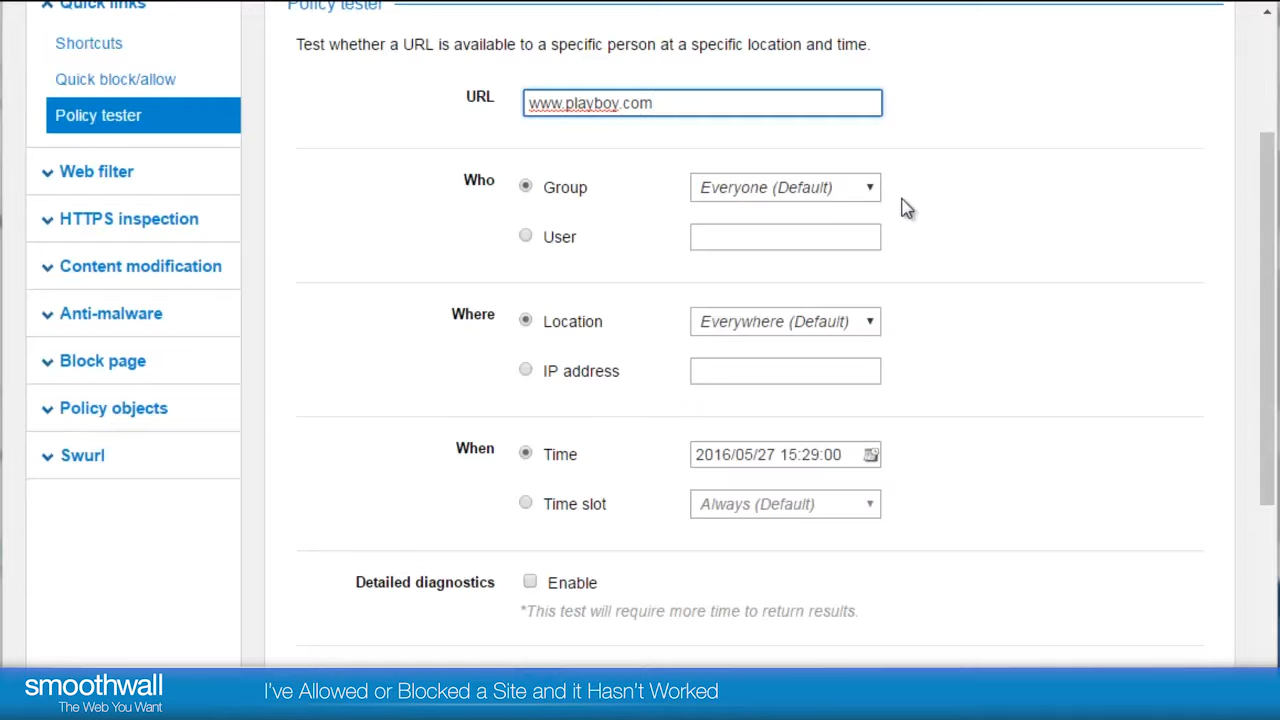 Quick links
Policy tester
Shortcuts
Quick block/allow
Policy tester
Web filter
HTTPS inspection
Content modification
Anti-malware
Block page
Policy objects
Swurl
Test whether a URL is available to a specific person at a specific location and time.
URL www.playboy.com
Who Group Everyone (Default)
User
Where Location Everywhere (Default)
IP address
When Time 2016/05/27 15:29:00
Time slot Always (Default)
Detailed diagnostics Enable
*This test will require more time to return results.
smoothwall
The Web You Want
I've Allowed or Blocked a Site and it Hasn't Worked